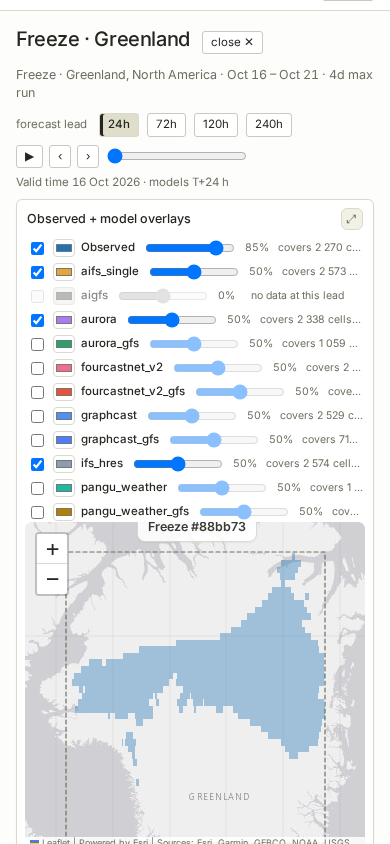 Freeze · Greenland close ✕
Freeze · Greenland, North America · Oct 16 – Oct 21 · 4d max
run
forecast lead 24h 72h 120h 240h
▶ ‹ ›
Valid time 16 Oct 2026 · models T+24 h
Observed + model overlays ⤢
Observed 85% covers 2 270 c…
aifs_single 50% covers 2 573 …
aigfs 0% no data at this lead
aurora 50% covers 2 338 cells…
aurora_gfs 50% covers 1 059 …
fourcastnet_v2 50% covers 2 …
fourcastnet_v2_gfs 50% cove…
graphcast 50% covers 2 529 c…
graphcast_gfs 50% covers 71…
ifs_hres 50% covers 2 574 cell…
pangu_weather 50% covers 1 …
pangu_weather_gfs 50% cov…
Freeze #88bb73
+
−
GREENLAND
Leaflet | Powered by Esri | Sources: Esri, Garmin, GEBCO, NOAA, USGS,